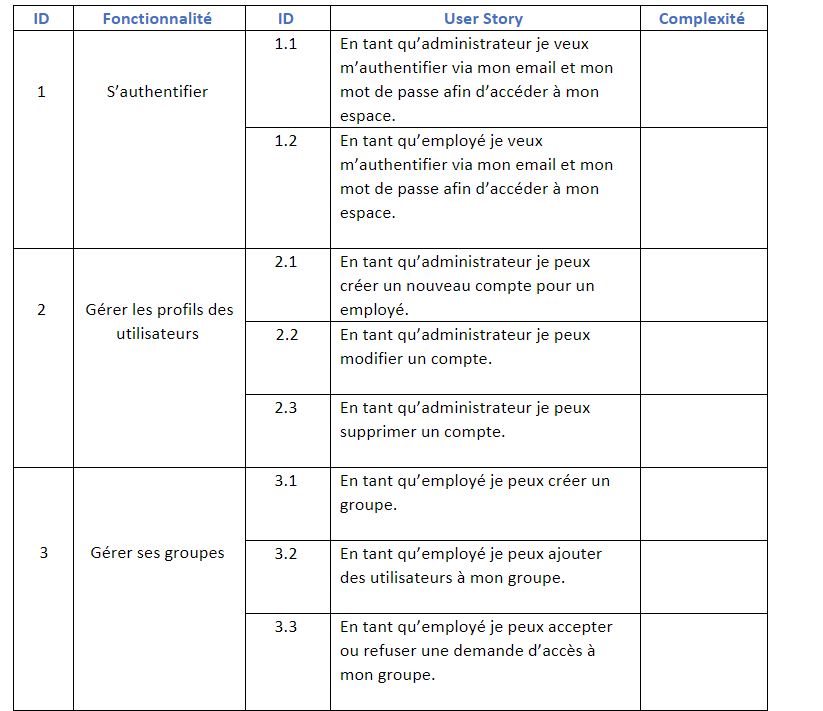 ID Fonctionnalité ID User Story Complexité
1 S’authentifier
1.1 En tant qu’administrateur je veux
m’authentifier via mon email et mon
mot de passe afin d’accéder à mon
espace.
1.2 En tant qu’employé je veux
m’authentifier via mon email et mon
mot de passe afin d’accéder à mon
espace.
2 Gérer les profils des
utilisateurs
2.1 En tant qu’administrateur je peux
créer un nouveau compte pour un
employé.
2.2 En tant qu’administrateur je peux
modifier un compte.
2.3 En tant qu’administrateur je peux
supprimer un compte.
3 Gérer ses groupes
3.1 En tant qu’employé je peux créer un
groupe.
3.2 En tant qu’employé je peux ajouter
des utilisateurs à mon groupe.
3.3 En tant qu’employé je peux accepter
ou refuser une demande d’accès à
mon groupe.